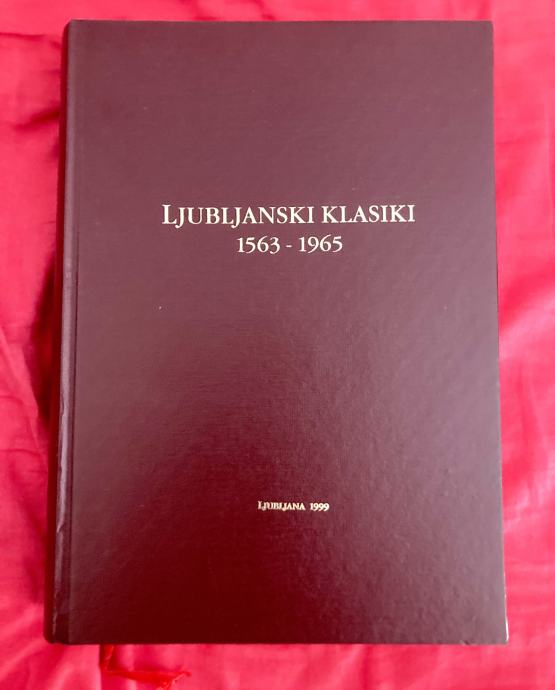 LJUBLJANSKI KLASIKI
1563 - 1965
LJUBLJANA 1999